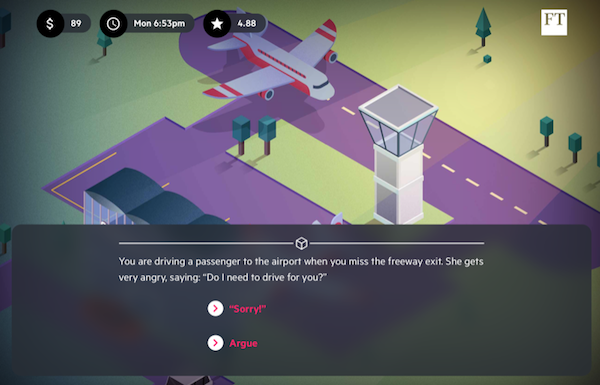 $ 89
Mon 6:53pm
4.88
FT
You are driving a passenger to the airport when you miss the freeway exit. She gets
very angry, saying: “Do I need to drive for you?”
“Sorry!”
Argue